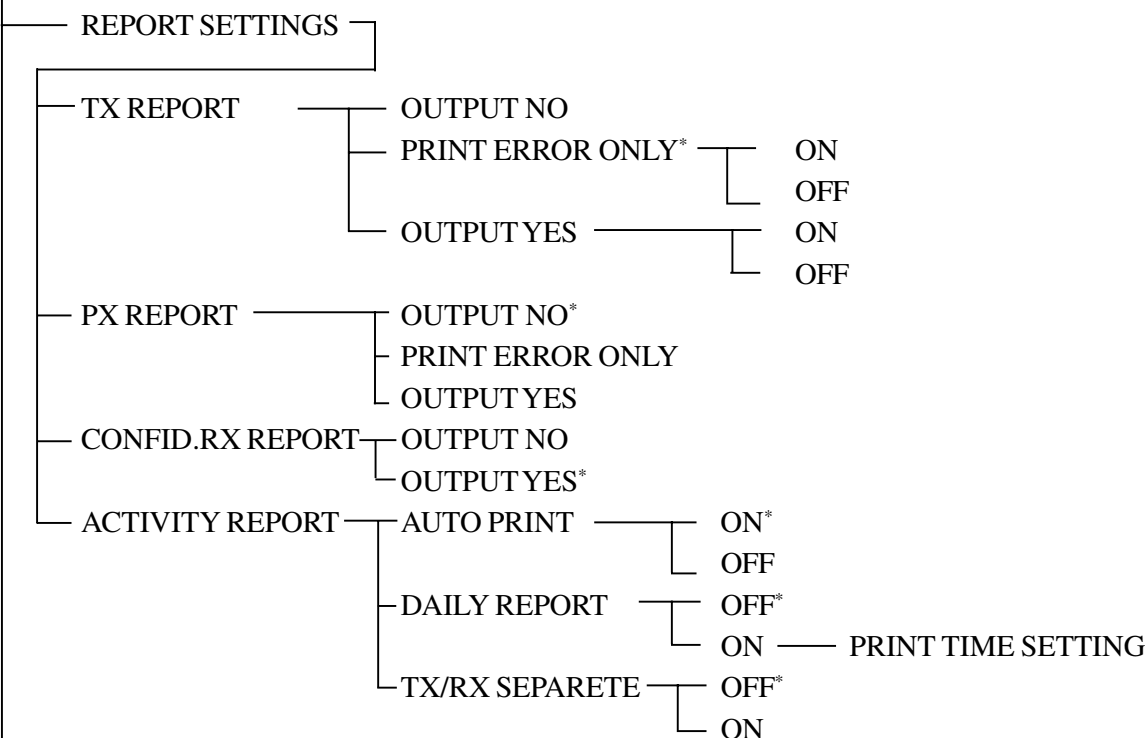 REPORT SETTINGS
TX REPORT OUTPUT NO
PRINT ERROR ONLY* ON
OFF
OUTPUT YES ON
OFF
PX REPORT OUTPUT NO*
PRINT ERROR ONLY
OUTPUT YES
CONFID.RX REPORT OUTPUT NO
OUTPUT YES*
ACTIVITY REPORT AUTO PRINT ON*
OFF
DAILY REPORT OFF*
ON PRINT TIME SETTING
TX/RX SEPARETE OFF*
ON